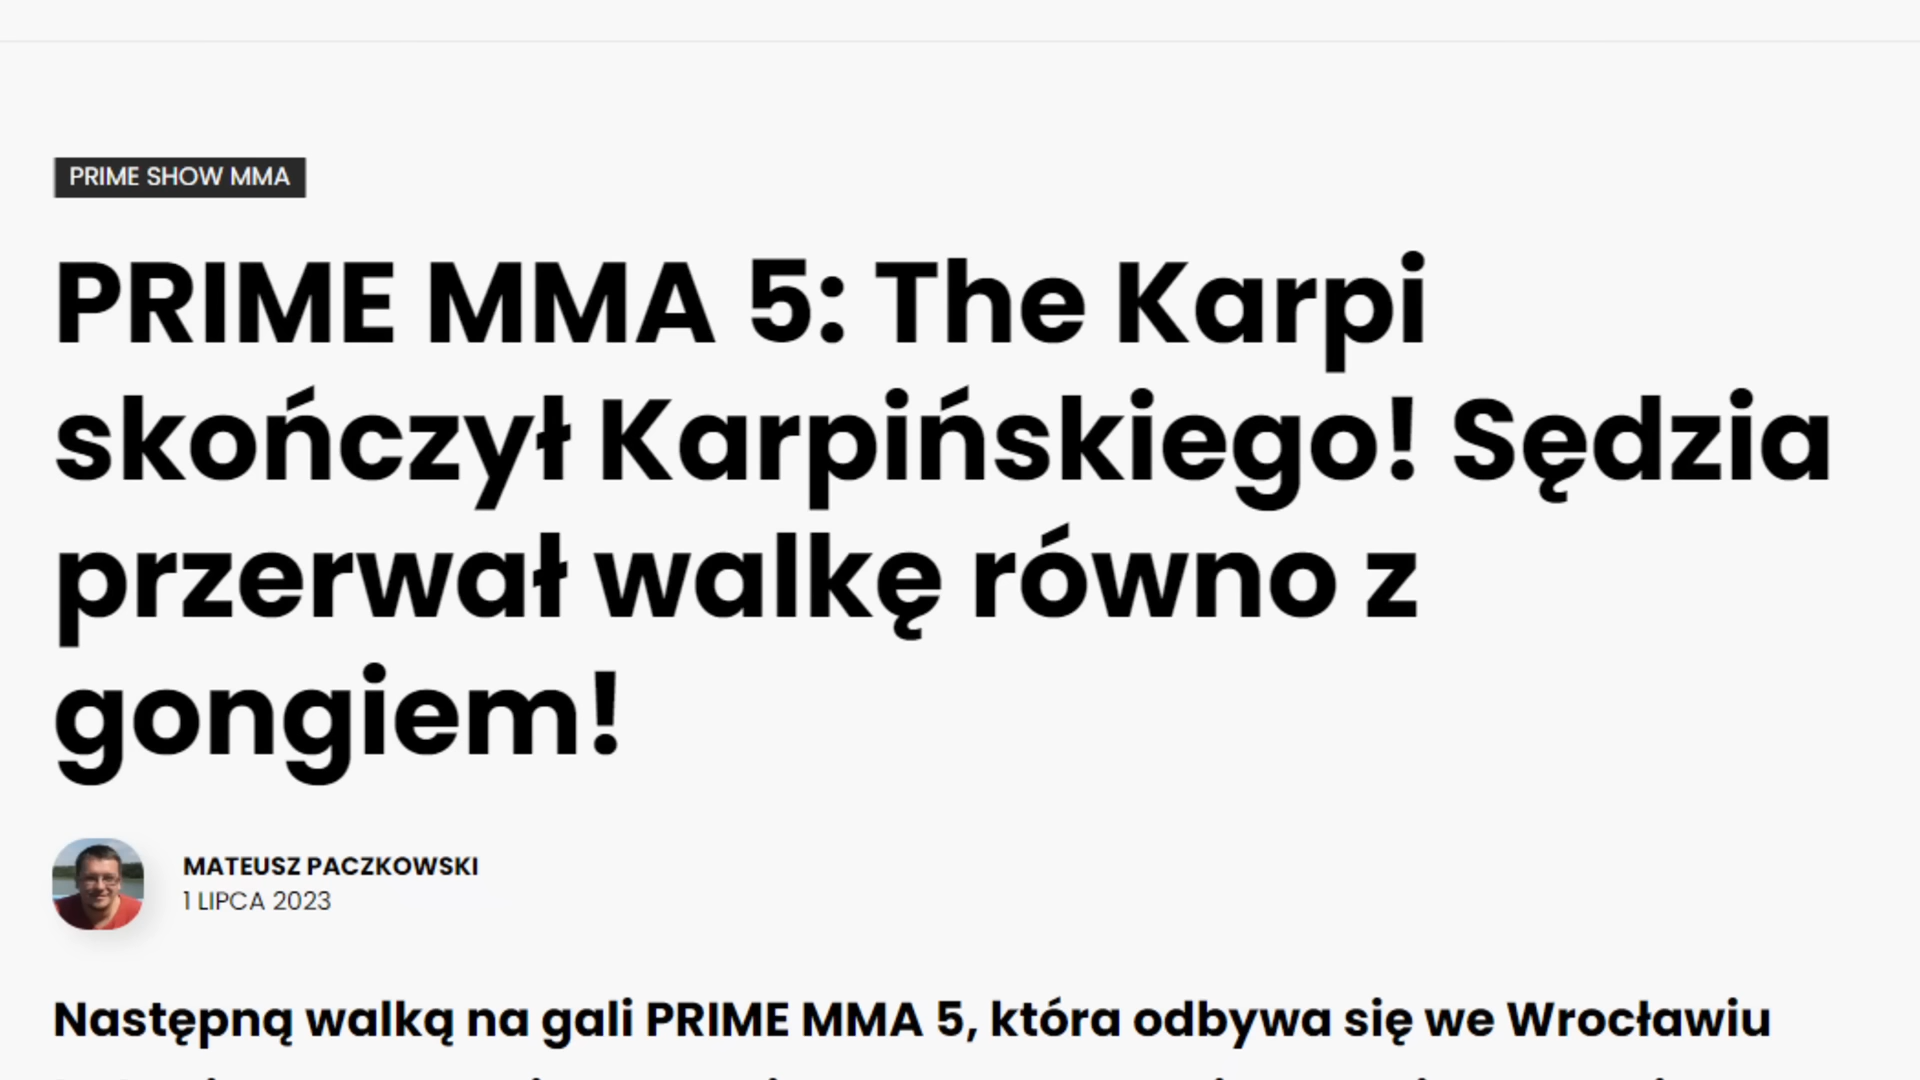 PRIME SHOW MMA
PRIME MMA 5: The Karpi
skończył Karpińskiego! Sędzia
przerwał walkę równo z
gongiem!
MATEUSZ PACZKOWSKI
1 LIPCA 2023
Następną walką na gali PRIME MMA 5, która odbywa się we Wrocławiu